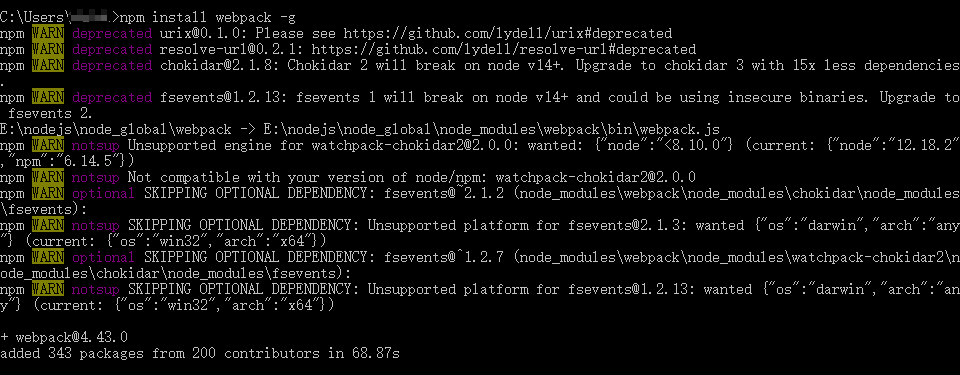 C:\Users\>npm install webpack -g
npm WARN deprecated urix@0.1.0: Please see https://github.com/lydell/urix#deprecated
npm WARN deprecated resolve-url@0.2.1: https://github.com/lydell/resolve-url#deprecated
npm WARN deprecated chokidar@2.1.8: Chokidar 2 will break on node v14+. Upgrade to chokidar 3 with 15x less dependencies
.
npm WARN deprecated fsevents@1.2.13: fsevents 1 will break on node v14+ and could be using insecure binaries. Upgrade to
 fsevents 2.
E:\nodejs\node_global\webpack -> E:\nodejs\node_global\node_modules\webpack\bin\webpack.js
npm WARN notsup Unsupported engine for watchpack-chokidar2@2.0.0: wanted: {"node":"<8.10.0"} (current: {"node":"12.18.2"
,"npm":"6.14.5"})
npm WARN notsup Not compatible with your version of node/npm: watchpack-chokidar2@2.0.0
npm WARN optional SKIPPING OPTIONAL DEPENDENCY: fsevents@~2.1.2 (node_modules\webpack\node_modules\chokidar\node_modules
\fsevents):
npm WARN notsup SKIPPING OPTIONAL DEPENDENCY: Unsupported platform for fsevents@2.1.3: wanted {"os":"darwin","arch":"any
"} (current: {"os":"win32","arch":"x64"})
npm WARN optional SKIPPING OPTIONAL DEPENDENCY: fsevents@^1.2.7 (node_modules\webpack\node_modules\watchpack-chokidar2\n
ode_modules\chokidar\node_modules\fsevents):
npm WARN notsup SKIPPING OPTIONAL DEPENDENCY: Unsupported platform for fsevents@1.2.13: wanted {"os":"darwin","arch":"an
y"} (current: {"os":"win32","arch":"x64"})
+ webpack@4.43.0
added 343 packages from 200 contributors in 68.87s